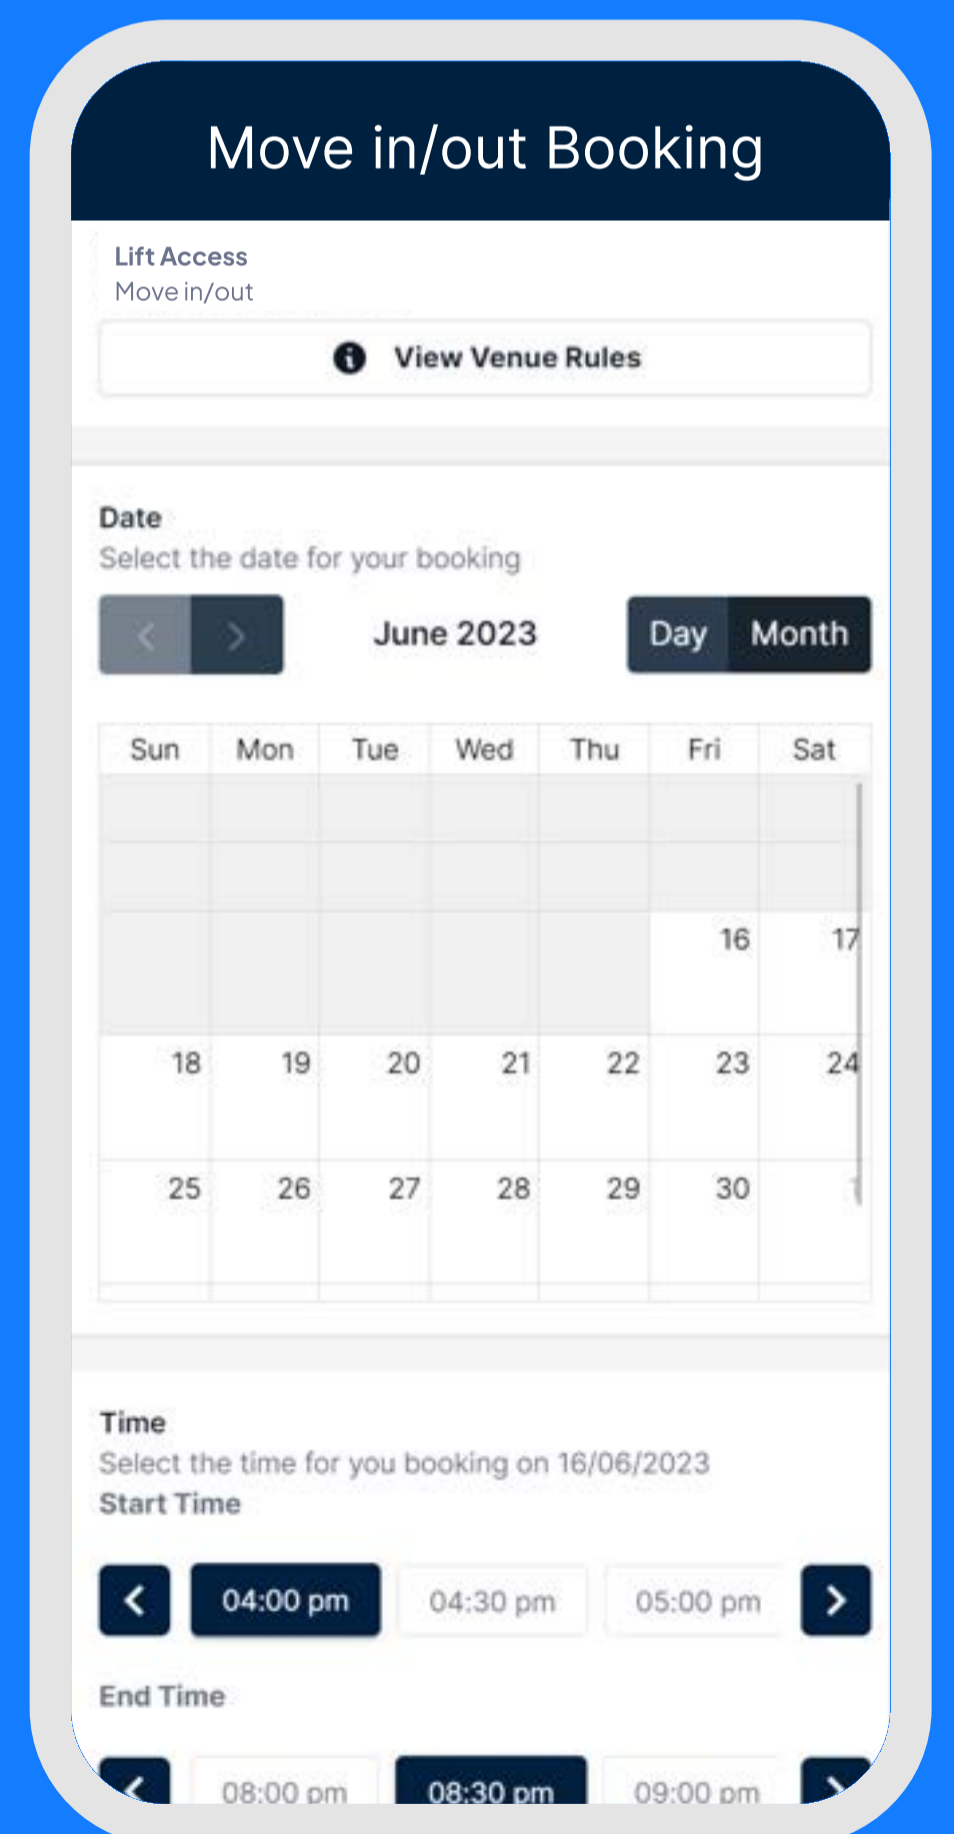 Move in/out Booking
Lift Access
Move in/out
View Venue Rules
Date
Select the date for your booking
June 2023 Day Month
Sun Mon Tue Wed Thu Fri Sat
16 17
18 19 20 21 22 23 24
25 26 27 28 29 30
Time
Select the time for you booking on 16/06/2023
Start Time
04:00 pm 04:30 pm 05:00 pm
End Time
08:00 pm 08:30 pm 09:00 pm